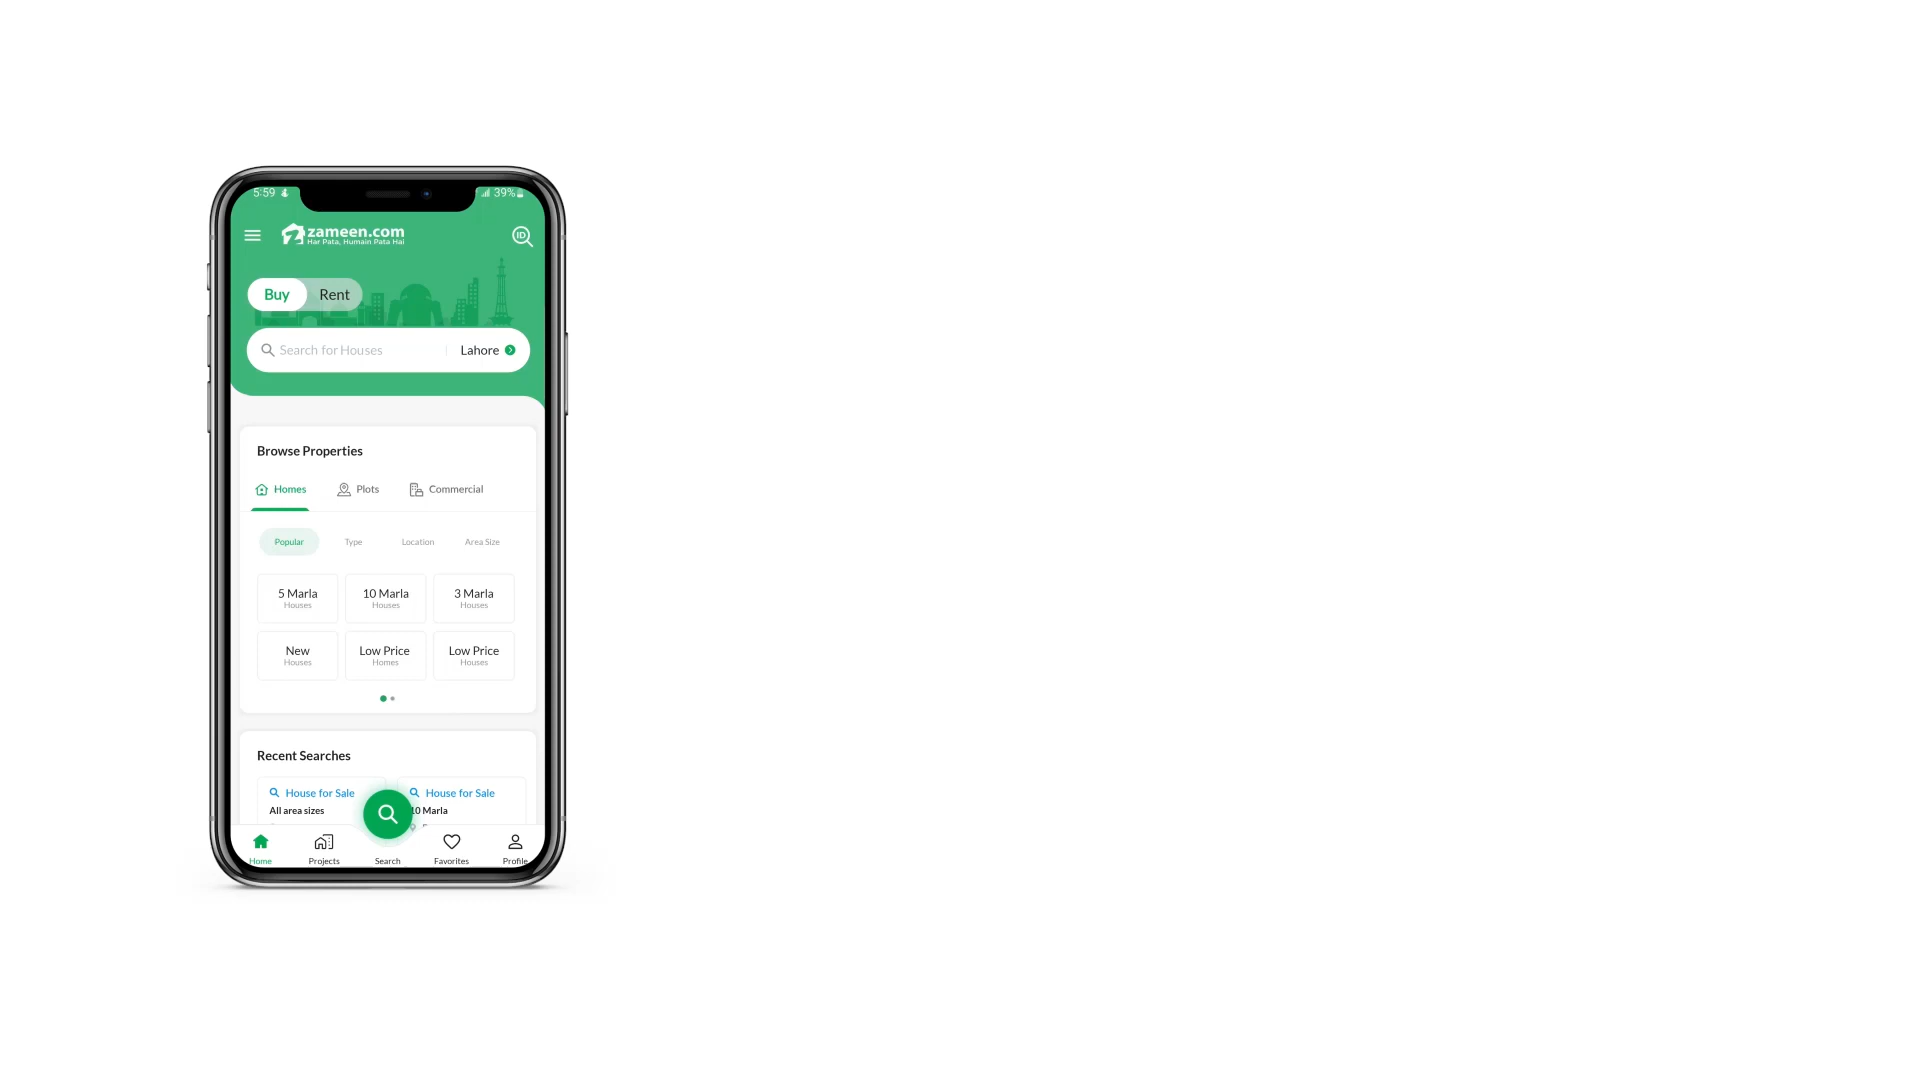 5:59 39%
zameen.com
Har Pata, Humain Pata Hai
ID
Buy Rent
Search for Houses Lahore
Browse Properties
Homes Plots Commercial
Popular Type Location Area Size
5 Marla 10 Marla 3 Marla
Houses Houses Houses
New Low Price Low Price
Houses Homes Houses
Recent Searches
House for Sale House for Sale
All area sizes 10 Marla
Home Projects Search Favorites Profile